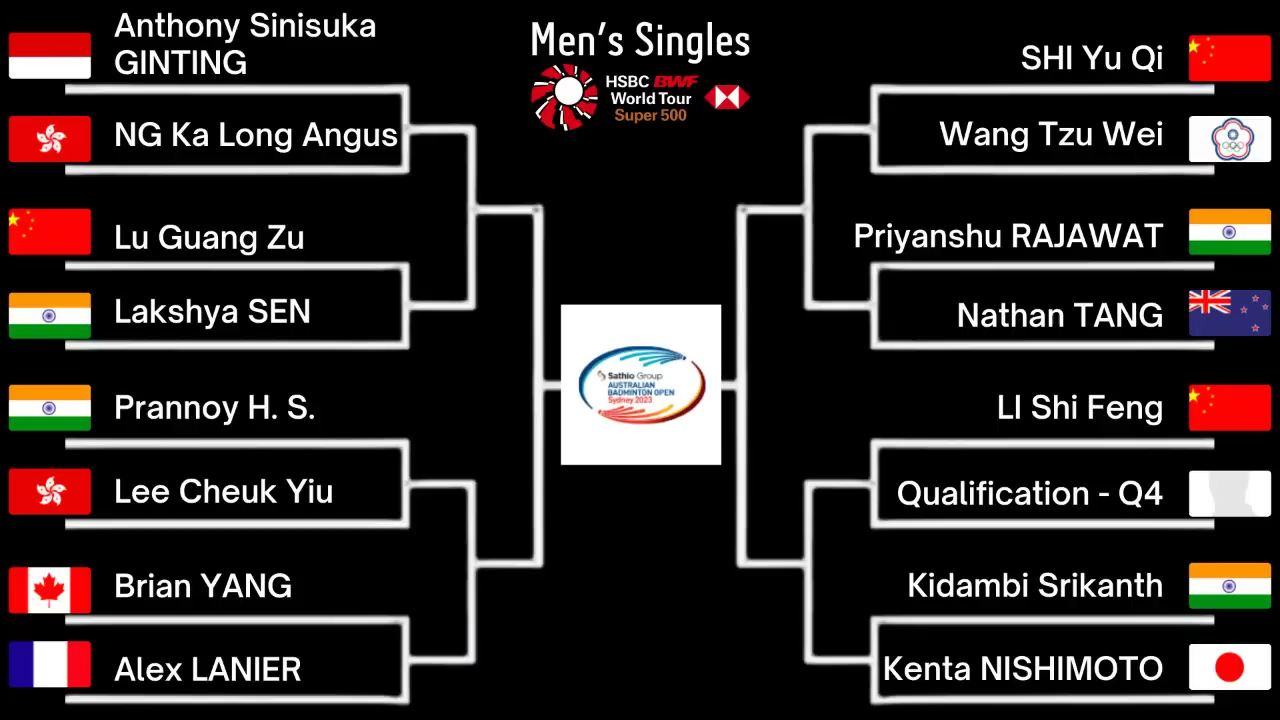 Men's Singles
HSBC BWF
World Tour
Super 500
Anthony Sinisuka
GINTING
NG Ka Long Angus
Lu Guang Zu
Lakshya SEN
Prannoy H. S.
Lee Cheuk Yiu
Brian YANG
Alex LANIER
Sathio Group
AUSTRALIAN
BADMINTON OPEN
Sydney 2023
SHI Yu Qi
Wang Tzu Wei
Priyanshu RAJAWAT
Nathan TANG
LI Shi Feng
Qualification - Q4
Kidambi Srikanth
Kenta NISHIMOTO